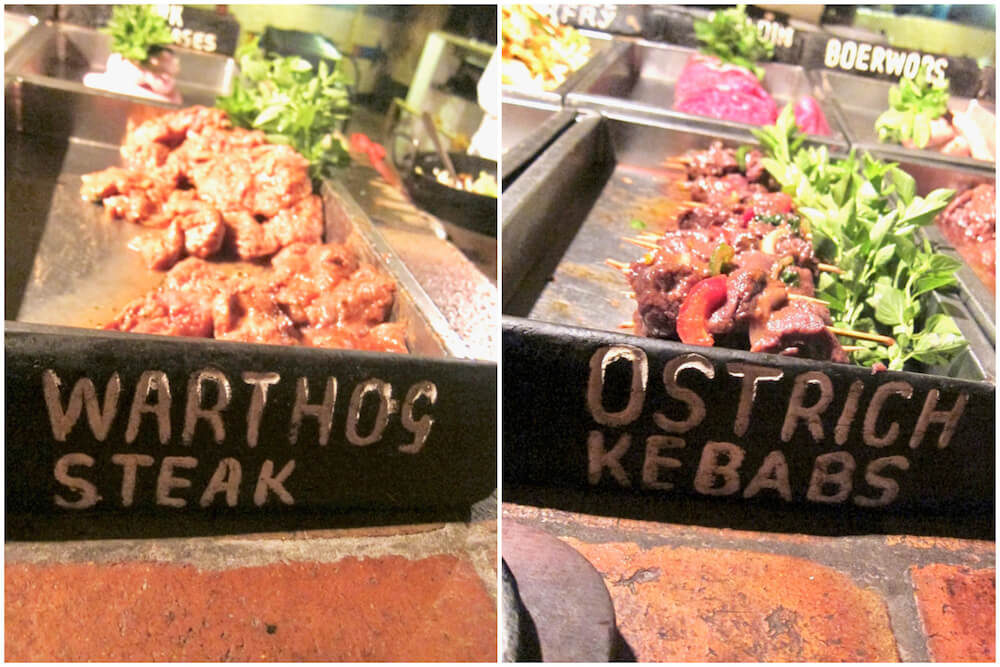 WARTHOG
STEAK
BOERWORS
OSTRICH
KEBABS